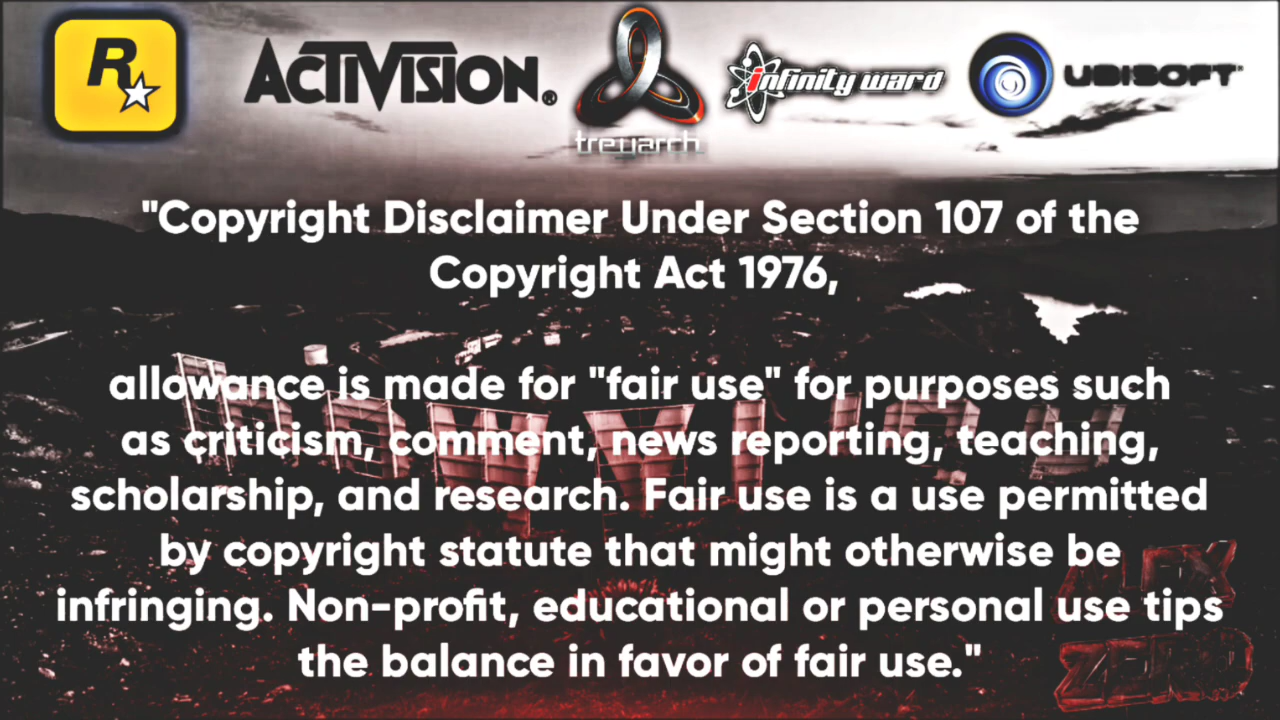 R
ACTIVISION®
treyarch
infinity ward
UBISOFT
"Copyright Disclaimer Under Section 107 of the
Copyright Act 1976,
allowance is made for "fair use" for purposes such
as criticism, comment, news reporting, teaching,
scholarship, and research. Fair use is a use permitted
by copyright statute that might otherwise be
infringing. Non-profit, educational or personal use tips
the balance in favor of fair use."
ALEX
ZERO